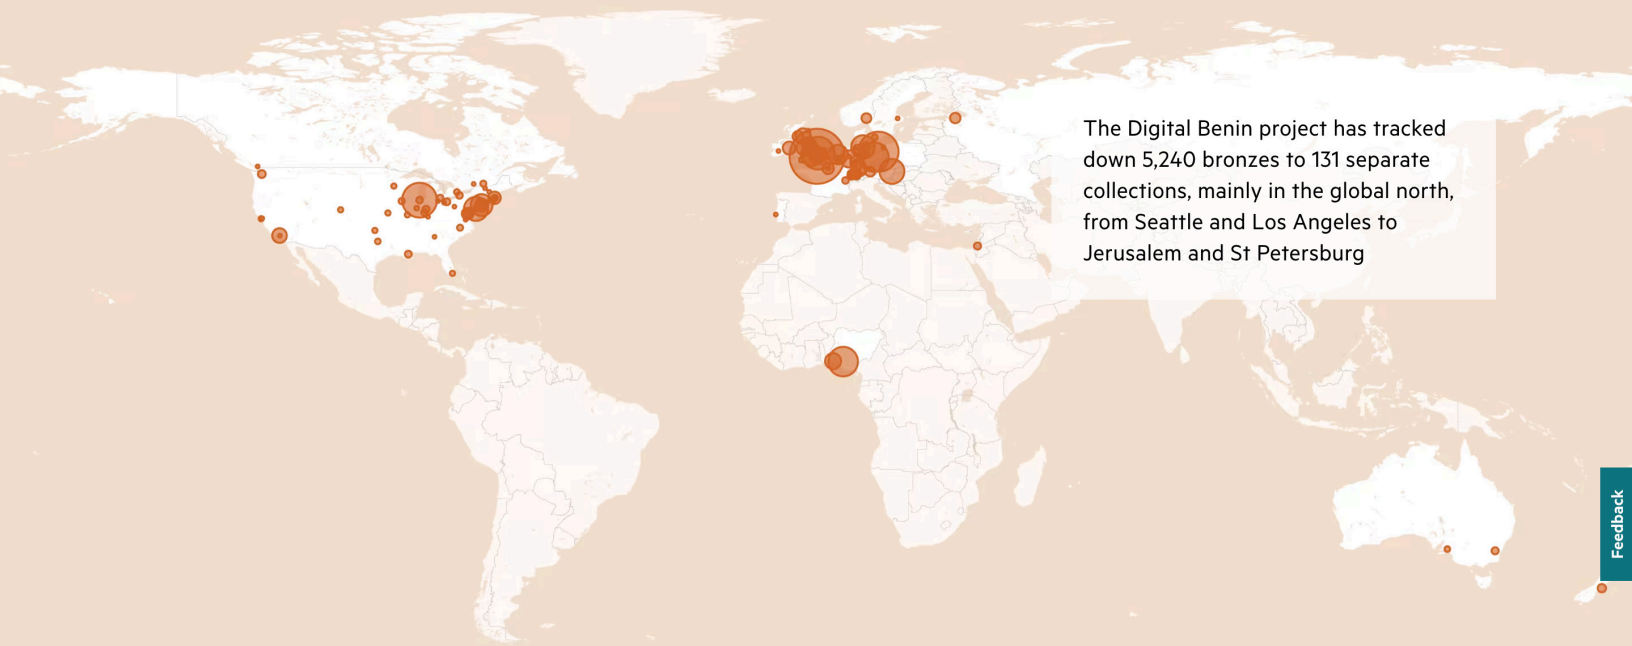 The Digital Benin project has tracked
down 5,240 bronzes to 131 separate
collections, mainly in the global north,
from Seattle and Los Angeles to
Jerusalem and St Petersburg
Feedback